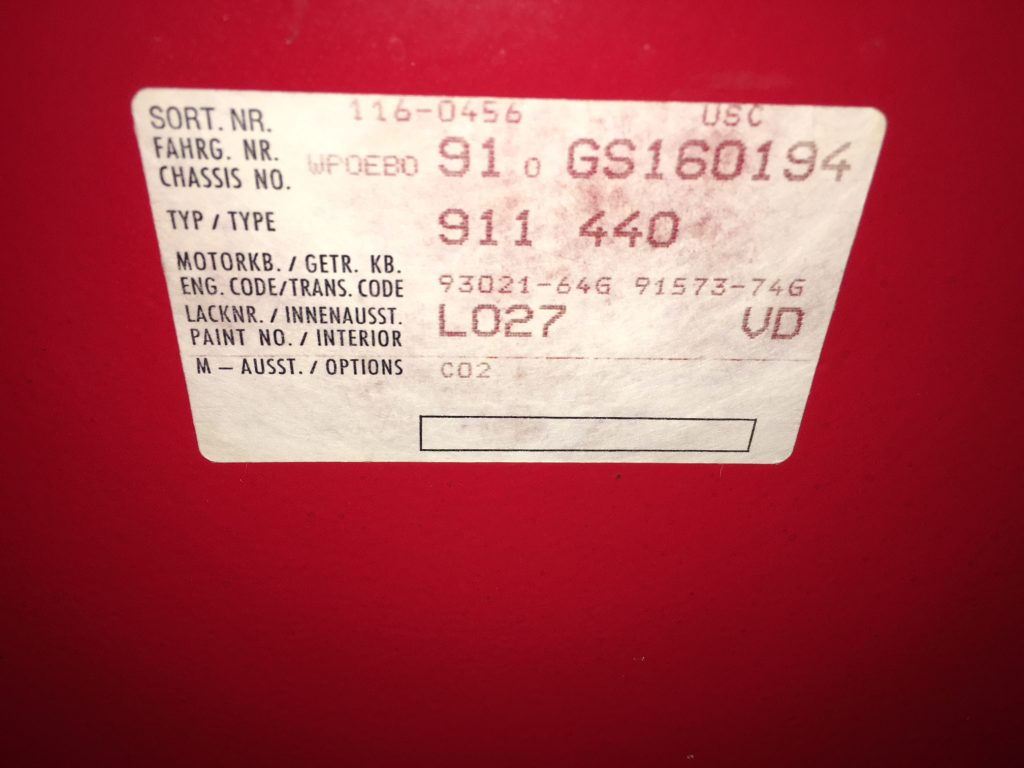 SORT. NR. 116-0456 USC
FAHRG. NR.
CHASSIS NO. WP0EB0 91 0 GS160194
TYP / TYPE 911 440
MOTORKB. / GETR. KB.
ENG. CODE/TRANS. CODE 93021-64G 91573-74G
LACKNR. / INNENAUSST. L027 VD
PAINT NO. / INTERIOR
M – AUSST. / OPTIONS C02